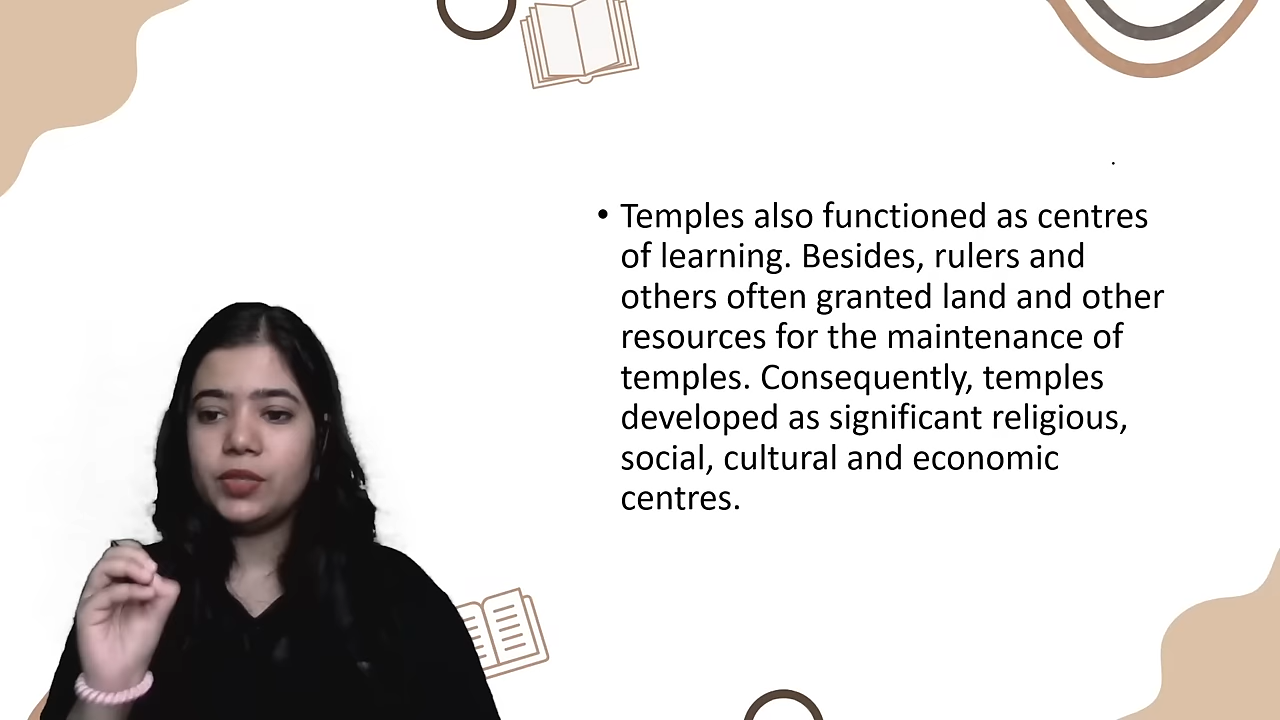 • Temples also functioned as centres
of learning. Besides, rulers and
others often granted land and other
resources for the maintenance of
temples. Consequently, temples
developed as significant religious,
social, cultural and economic
centres.